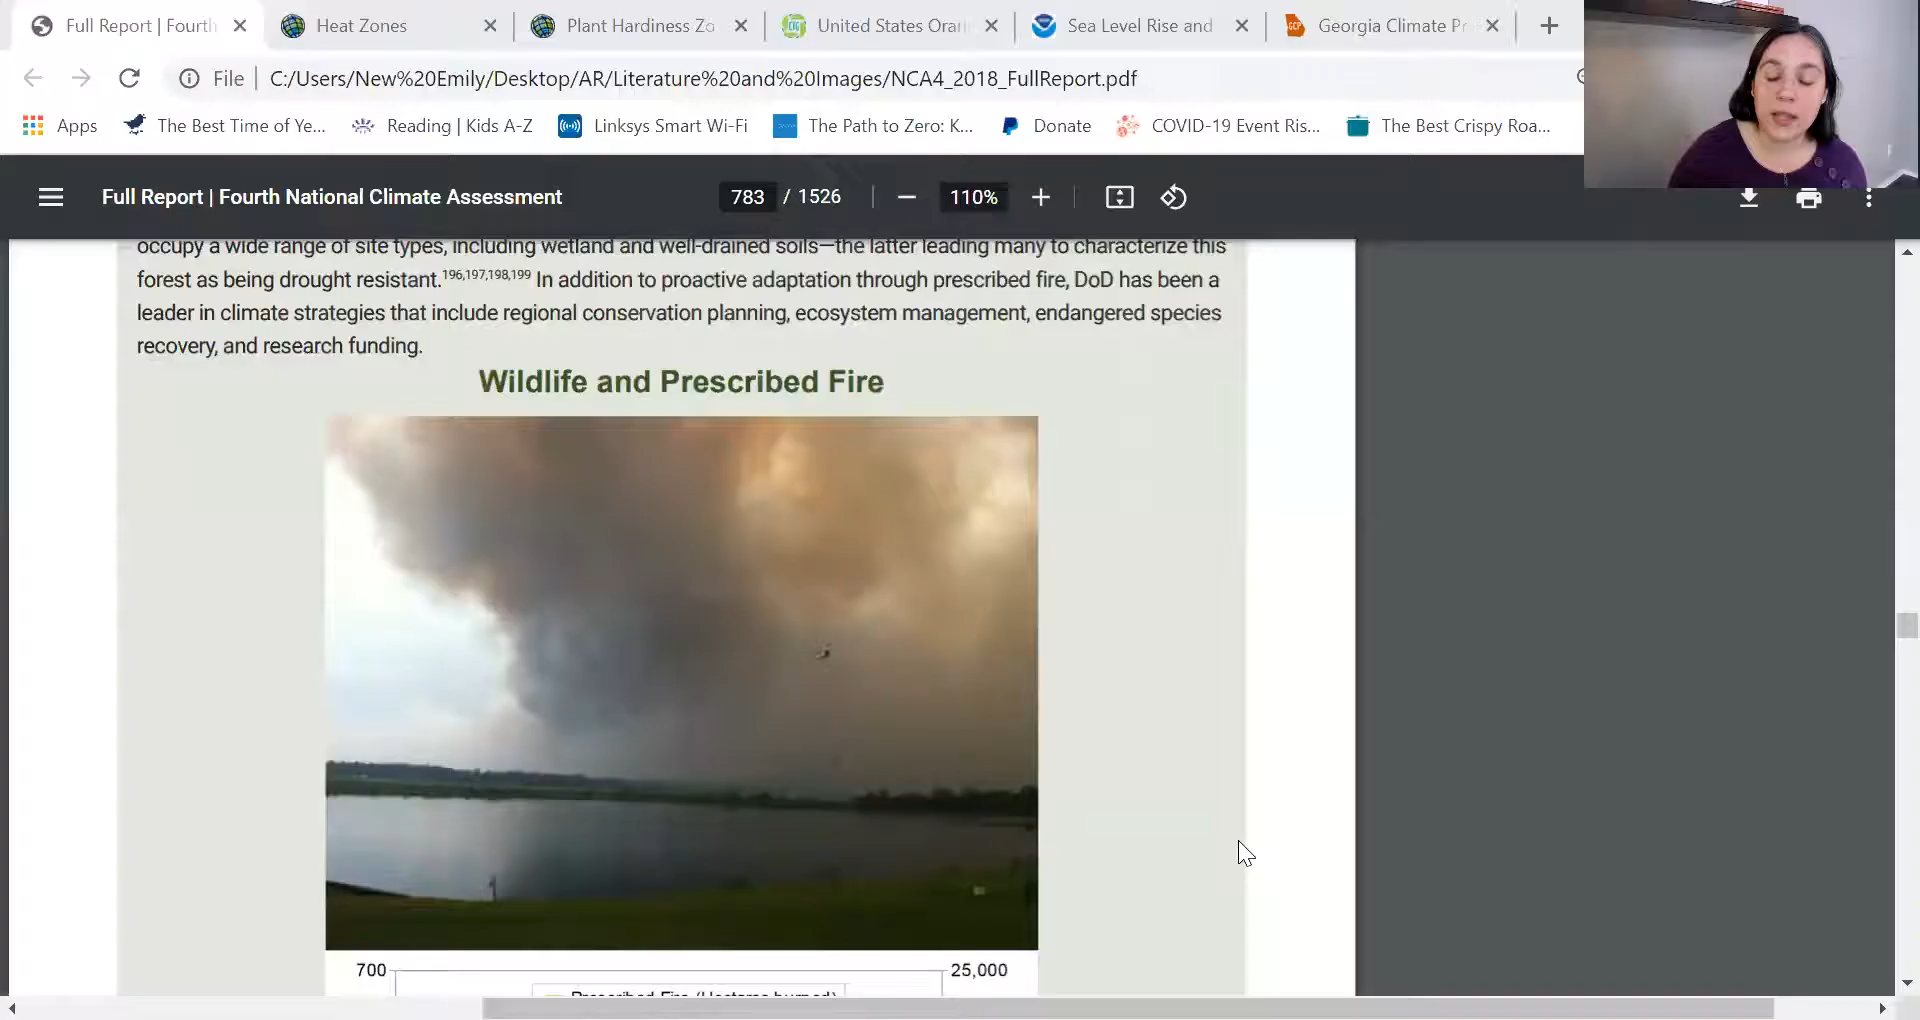 Full Report | Fourth
Heat Zones
Plant Hardiness Zo
United States Oran
Sea Level Rise and
Georgia Climate Pr
File
C:/Users/New%20Emily/Desktop/AR/Literature%20and%20Images/NCA4_2018_FullReport.pdf
Apps
The Best Time of Ye...
Reading | Kids A-Z
Linksys Smart Wi-Fi
The Path to Zero: K...
Donate
COVID-19 Event Ris...
The Best Crispy Roa...
Full Report | Fourth National Climate Assessment
783 / 1526
110%
occupy a wide range of site types, including wetland and well-drained soils—the latter leading many to characterize this
forest as being drought resistant.196,197,198,199 In addition to proactive adaptation through prescribed fire, DoD has been a
leader in climate strategies that include regional conservation planning, ecosystem management, endangered species
recovery, and research funding.
Wildlife and Prescribed Fire
700
25,000
Prescribed Fire (Hectares burned)